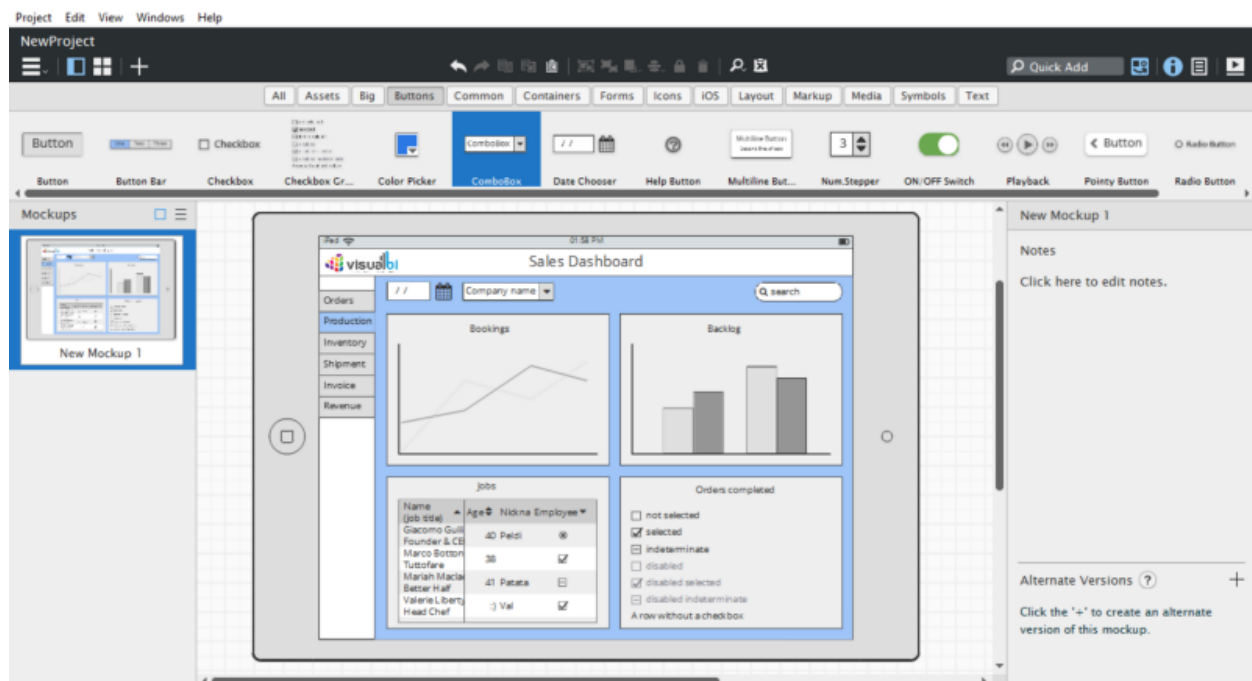 Project Edit View Windows Help
NewProject
Quick Add
All Assets Big Buttons Common Containers Forms Icons iOS Layout Markup Media Symbols Text
Button
One Two Three
Checkbox
ComboBox
/ /
Multiline Button
3
Button
Radio Button
Button Button Bar Checkbox Checkbox Gr... Color Picker ComboBox Date Chooser Help Button Multiline But... Num.Stepper ON/OFF Switch Playback Pointy Button Radio Button
Mockups
New Mockup 1
iPad
01:58 PM
visualbi
Sales Dashboard
/ /
Company name
search
Orders
Production
Inventory
Shipment
Invoice
Revenue
Bookings
Backlog
Jobs
Name
(job title)
Age Nickna Employee
Giacomo Guili
Founder & CE
40 Peldi
Marco Botton
Tuttofare
38
Mariah Maclac
Better Half
41 Patata
Valerie Liberty
Head Chef
:) Val
Orders completed
not selected
selected
indeterminate
disabled
disabled selected
disabled indeterminate
A row without a checkbox
New Mockup 1
Notes
Click here to edit notes.
Alternate Versions ?
Click the '+' to create an alternate
version of this mockup.